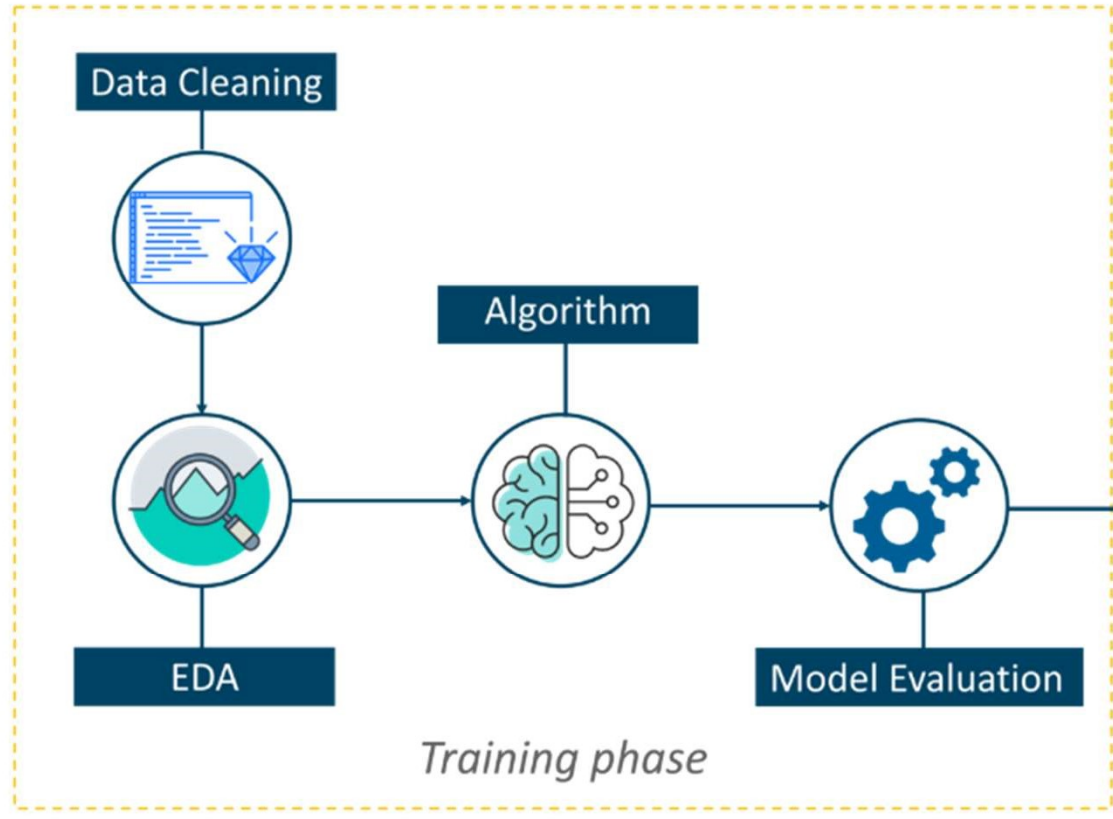 Data Cleaning
Algorithm
EDA
Model Evaluation
Training phase